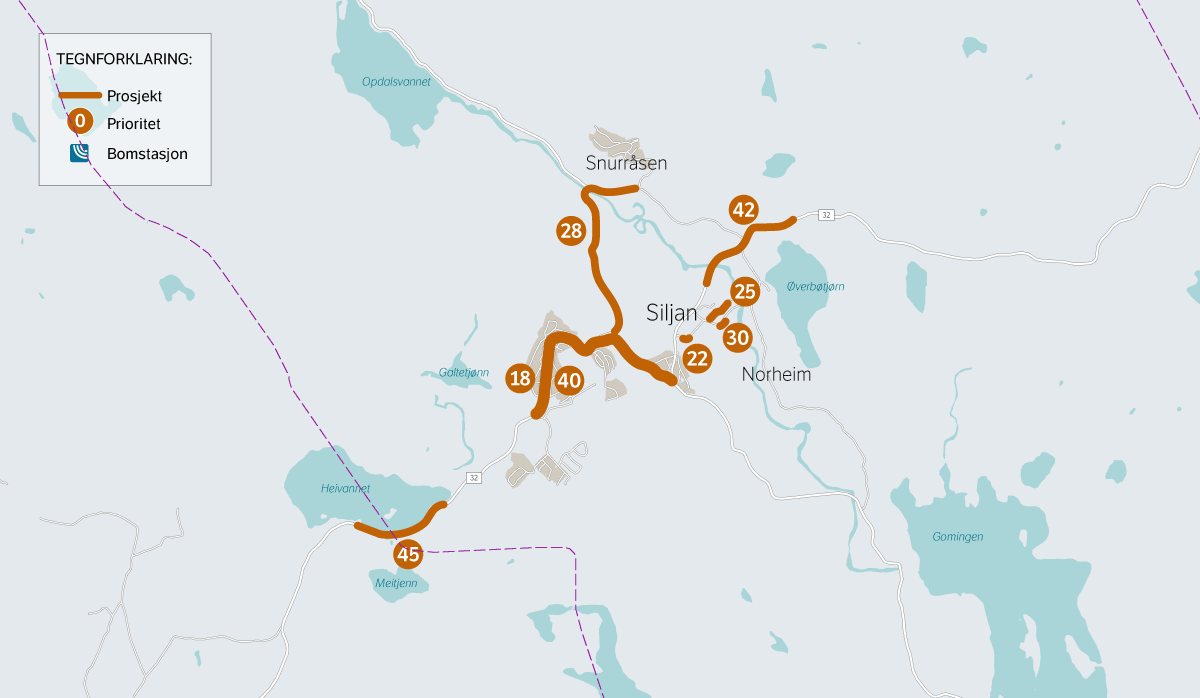 TEGNFORKLARING:
Prosjekt
0 Prioritet
Bomstasjon
Opdalsvannet
Snurråsen
42
32
28
25
Øverbøtjørn
Siljan
30
22
Galtetjønn
18
40
Norheim
32
Heivannet
45
Gorningen
Meitjenn